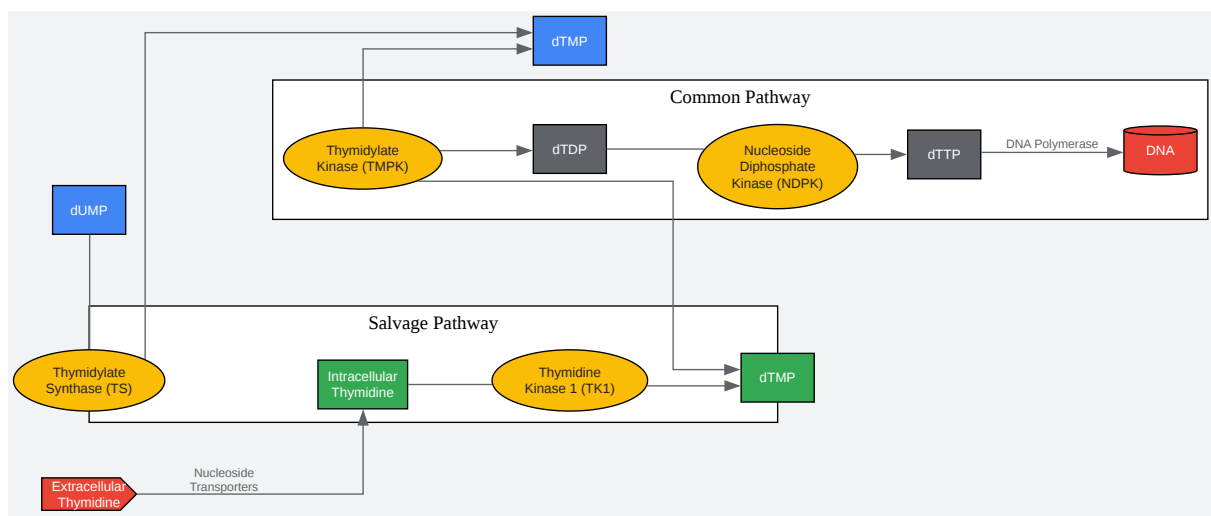 dTMP
Common Pathway
Thymidylate
Kinase (TMPK)
dTDP
Nucleoside
Diphosphate
Kinase (NDPK)
dTTP
DNA Polymerase
DNA
dUMP
Salvage Pathway
Thymidylate
Synthase (TS)
Intracellular
Thymidine
Thymidine
Kinase 1 (TK1)
dTMP
Nucleoside
Transporters
Extracellular
Thymidine